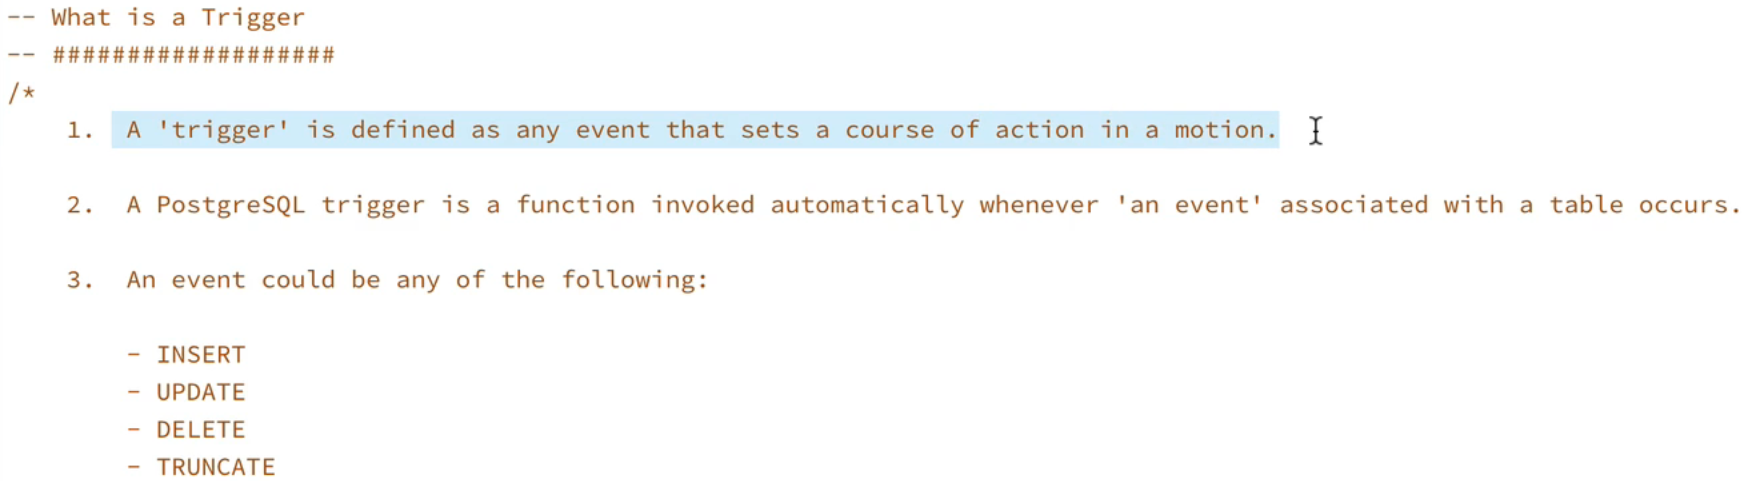 -- What is a Trigger
-- ###################
/*
1. A 'trigger' is defined as any event that sets a course of action in a motion.
2. A PostgreSQL trigger is a function invoked automatically whenever 'an event' associated with a table occurs.
3. An event could be any of the following:
- INSERT
- UPDATE
- DELETE
- TRUNCATE